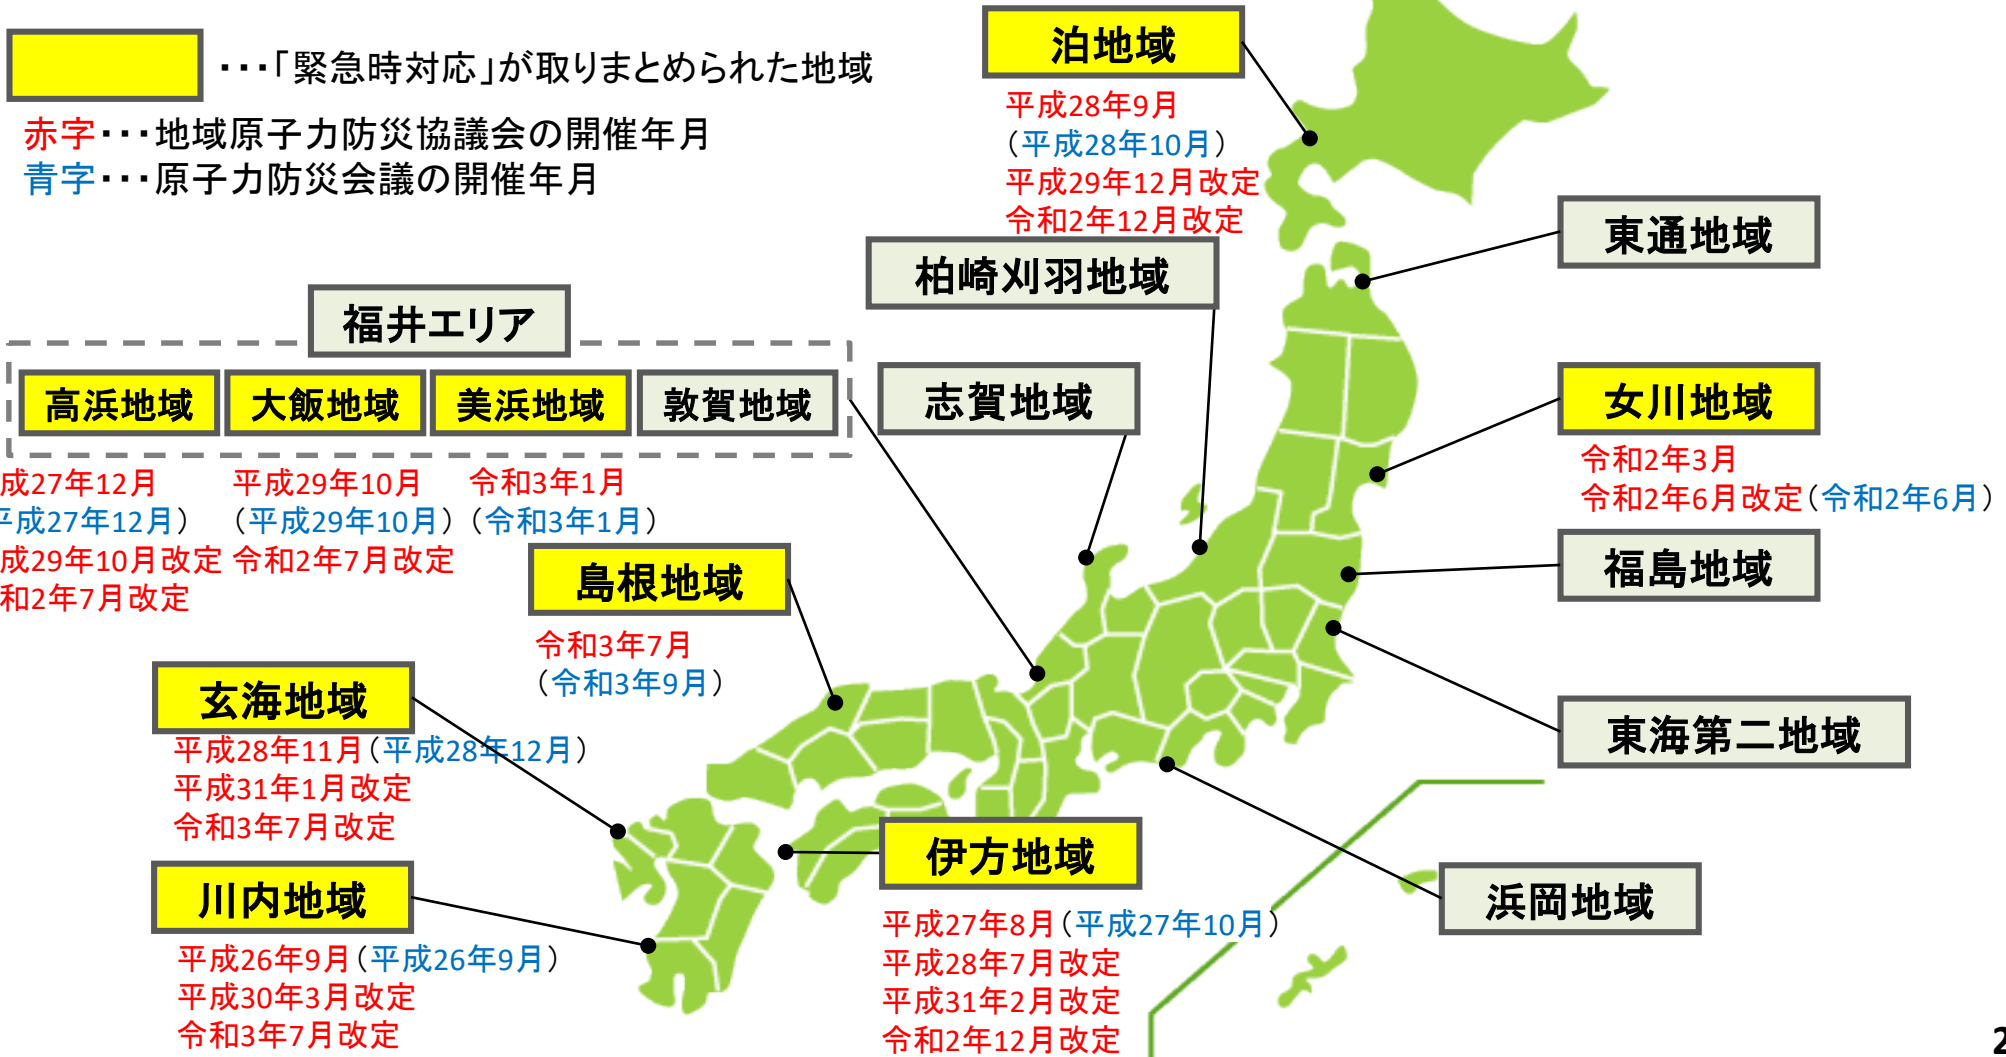 ・・・「緊急時対応」が取りまとめられた地域
赤字・・・地域原子力防災協議会の開催年月
青字・・・原子力防災会議の開催年月
泊地域
平成28年9月
（平成28年10月）
平成29年12月改定
令和2年12月改定
東通地域
柏崎刈羽地域
福井エリア
高浜地域
大飯地域
美浜地域
敦賀地域
成27年12月
成27年12月）
成29年10月改定
和2年7月改定
平成29年10月
（平成29年10月）
令和2年7月改定
令和3年1月
（令和3年1月）
志賀地域
女川地域
令和2年3月
令和2年6月改定（令和2年6月）
福島地域
島根地域
令和3年7月
（令和3年9月）
東海第二地域
玄海地域
平成28年11月（平成28年12月）
平成31年1月改定
令和3年7月改定
川内地域
平成26年9月（平成26年9月）
平成30年3月改定
令和3年7月改定
伊方地域
平成27年8月（平成27年10月）
平成28年7月改定
平成31年2月改定
令和2年12月改定
浜岡地域
2